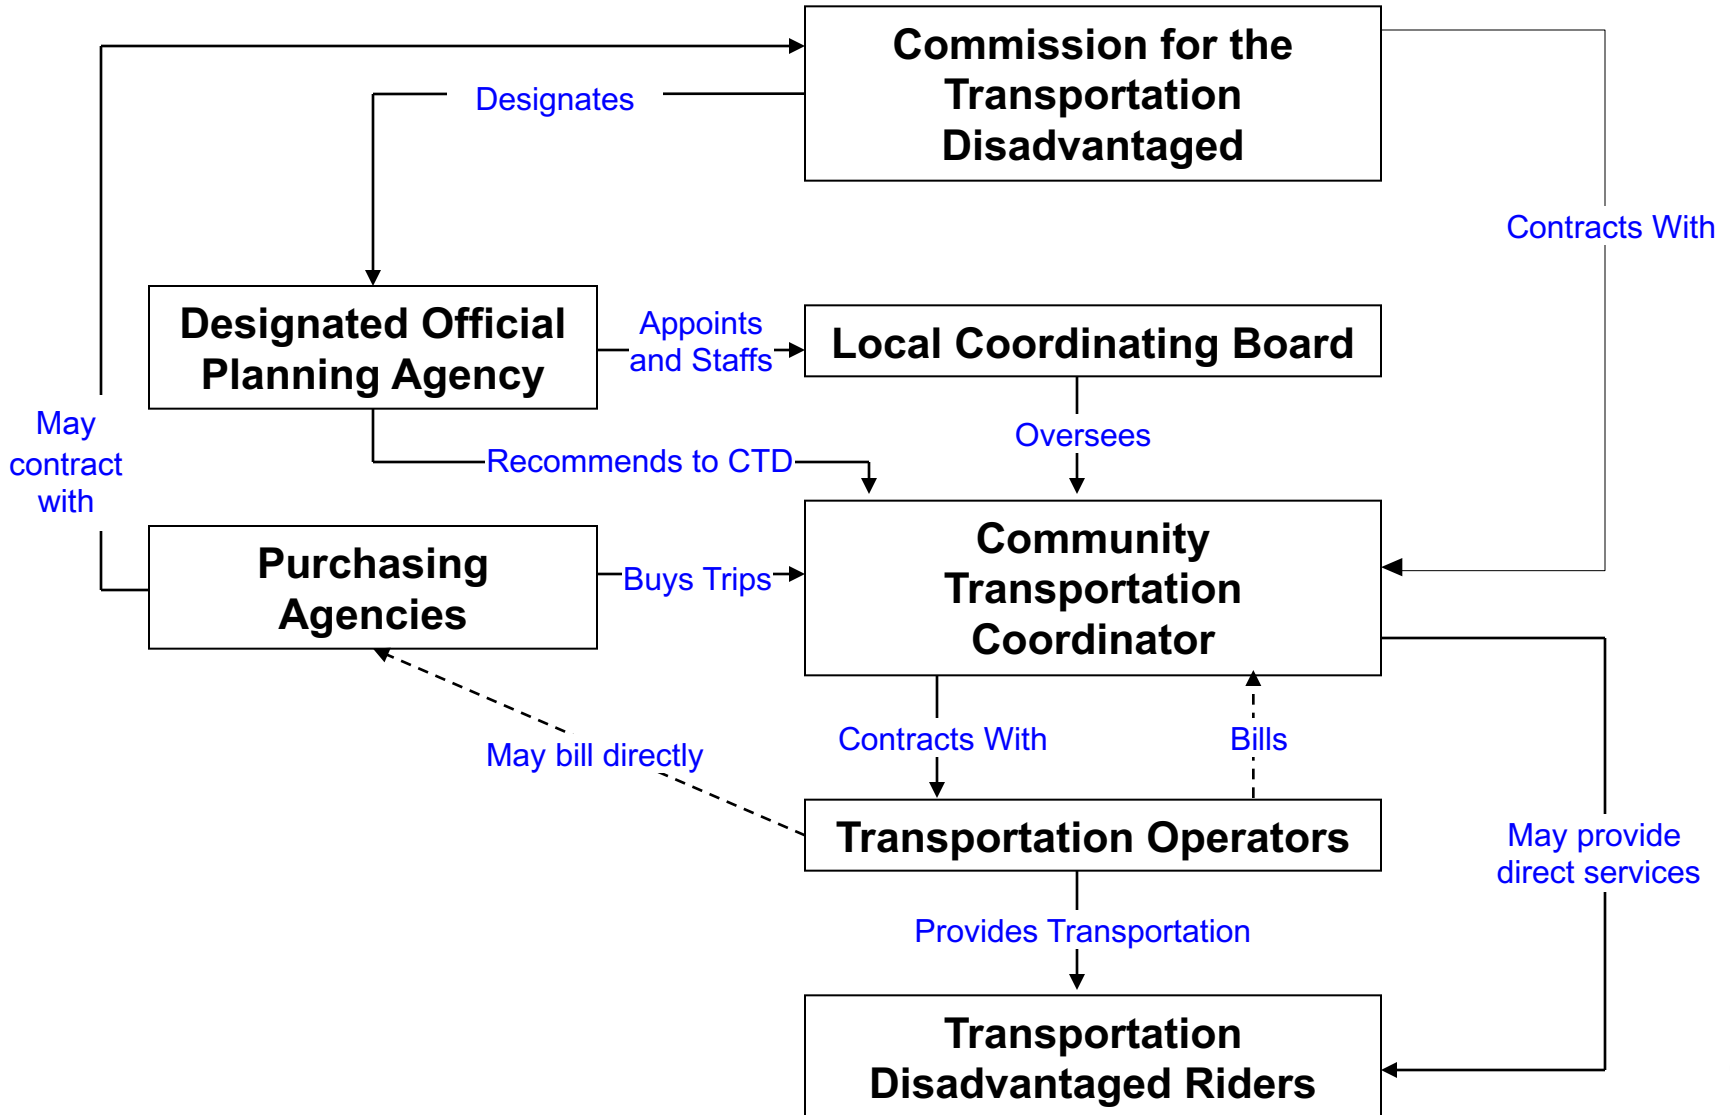 Commission for the
Transportation
Disadvantaged
Designates
Contracts With
Designated Official
Planning Agency
Appoints
and Staffs
Local Coordinating Board
May
contract
with
Recommends to CTD
Oversees
Purchasing
Agencies
Buys Trips
Community
Transportation
Coordinator
May bill directly
Contracts With
Bills
Transportation Operators
May provide
direct services
Provides Transportation
Transportation
Disadvantaged Riders